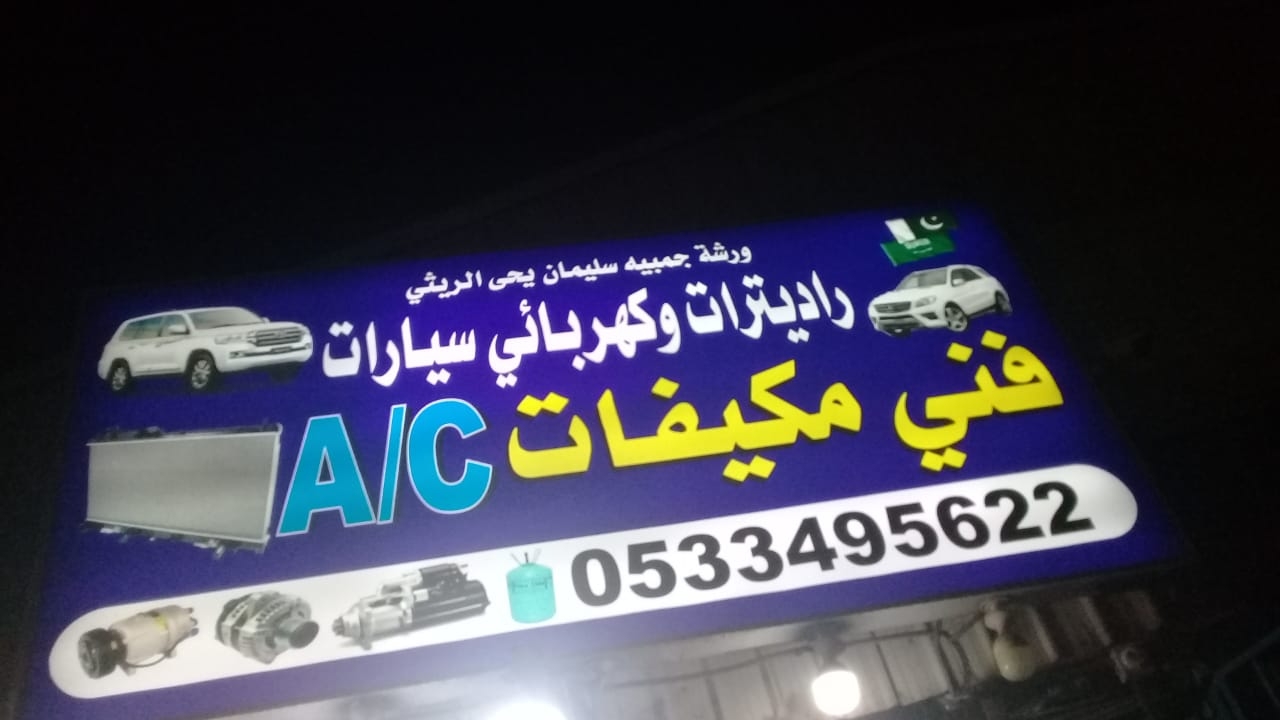 ورشة جمبيه سليمان يحى الريثي
راديترات وكهربائي سيارات
فني مكيفات A/C
0533495622